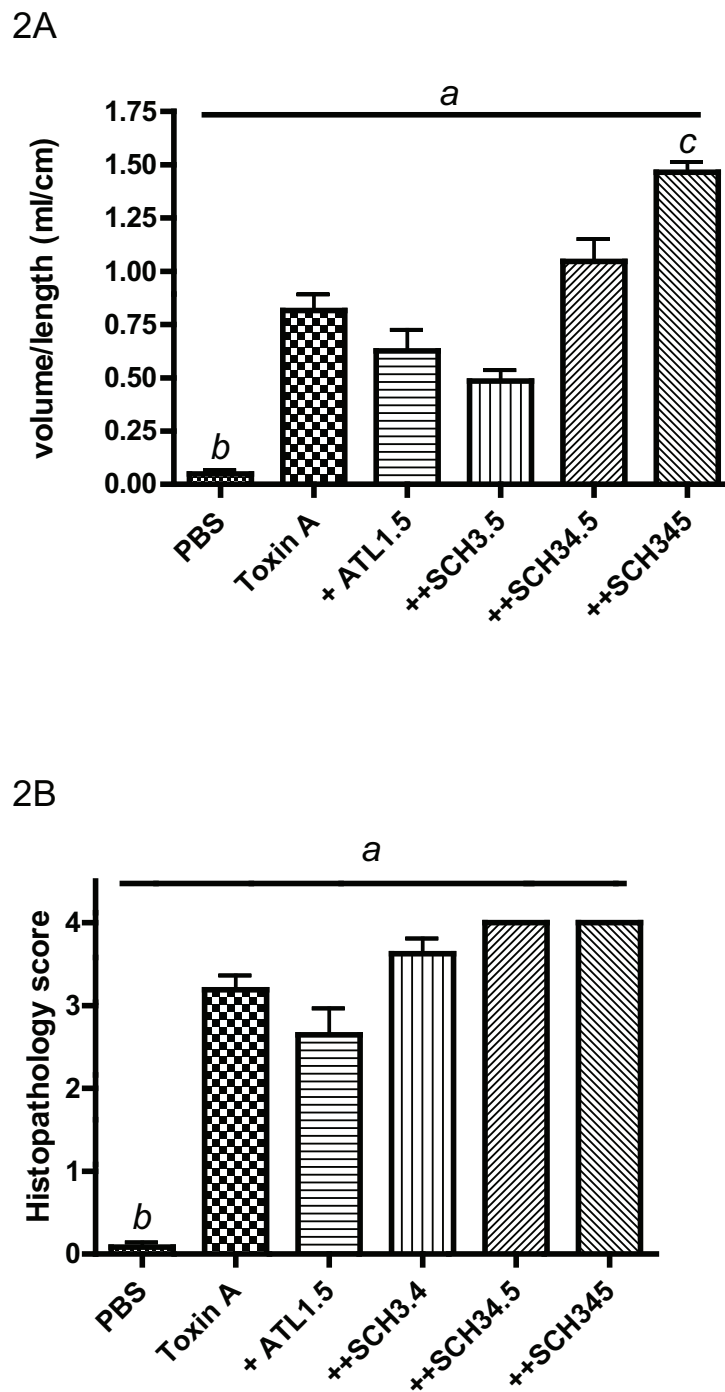 2A
a
1.75
1.50
1.25
1.00
0.75
0.50
0.25
0.00
volume/length (ml/cm)
b
c
PBS
Toxin A
+ ATL1.5
++SCH3.5
++SCH34.5
++SCH345
2B
a
4
3
2
1
0
Histopathology score
b
PBS
Toxin A
+ ATL1.5
++SCH3.4
++SCH34.5
++SCH345